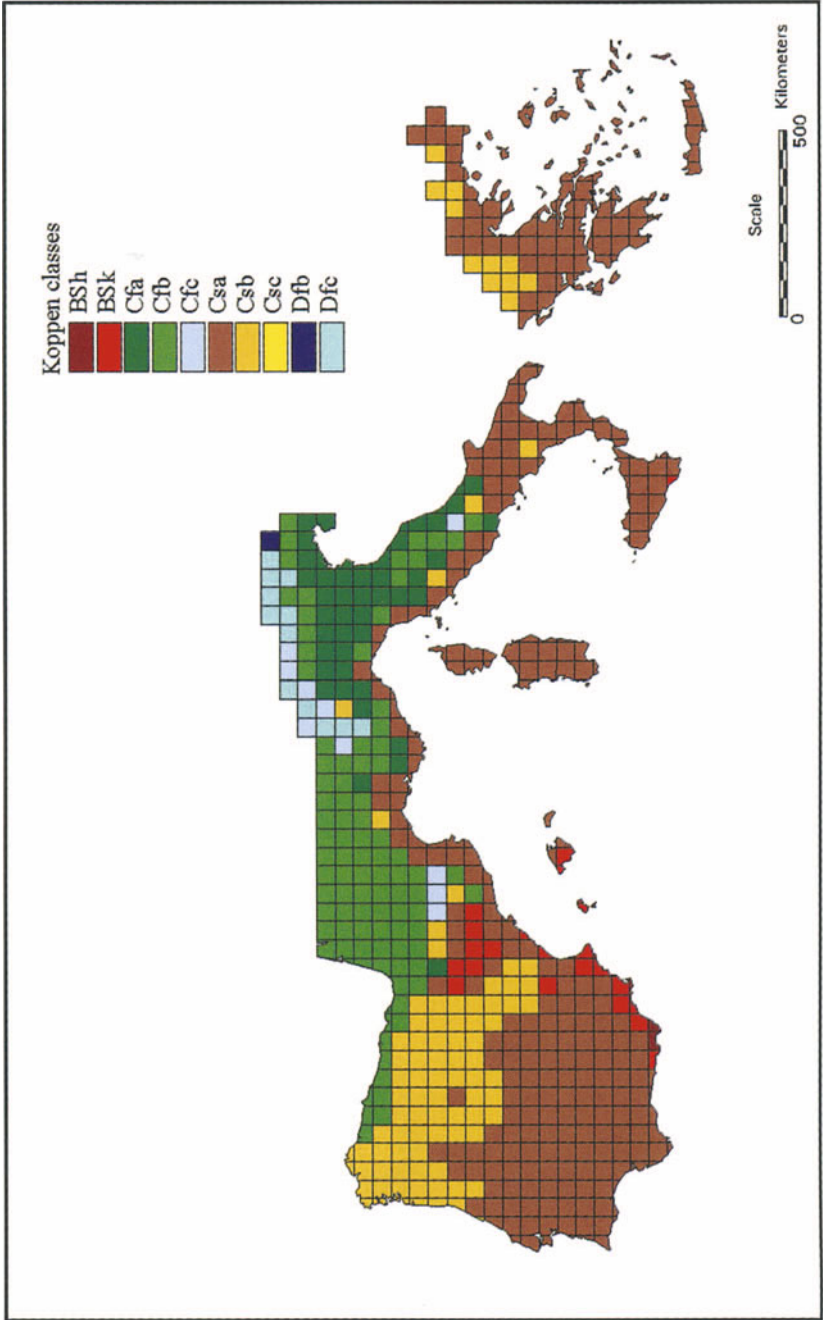 Koppen classes
BSh
BSk
Cfa
Cfb
Cfc
Csa
Csb
Csc
Dfb
Dfc
Scale
0 500
Kilometers